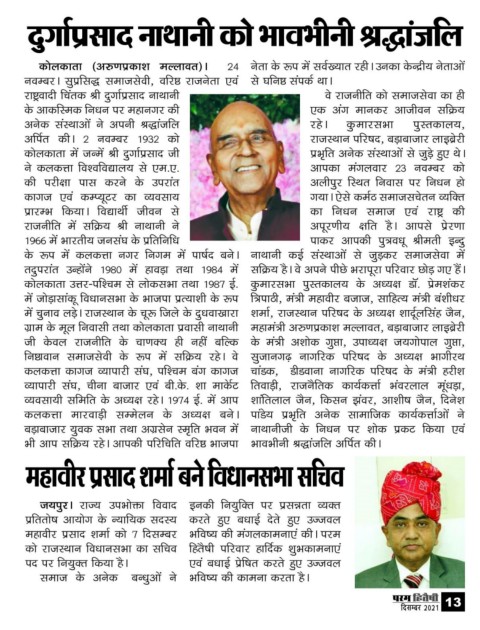 दुर्गाप्रसाद नाथानी को भावभीनी श्रद्धांजलि
कोलकाता (अरुणप्रकाश मल्लावत)। 24
नवम्बर। सुप्रसिद्ध समाजसेवी, वरिष्ठ राजनेता एवं
राष्ट्रवादी चिंतक श्री दुर्गाप्रसाद नाथानी
के आकस्मिक निधन पर महानगर की
अनेक संस्थाओं ने अपनी श्रद्धांजलि
अर्पित की। 2 नवम्बर 1932 को
कोलकाता में जन्में श्री दुर्गाप्रसाद जी
ने कलकत्ता विश्वविद्यालय से एम.ए.
की परीक्षा पास करने के उपरांत
कागज एवं कम्प्यूटर का व्यवसाय
प्रारम्भ किया। विद्यार्थी जीवन से
राजनीति में सक्रिय श्री नाथानी ने
1966 में भारतीय जनसंघ के प्रतिनिधि
के रूप में कलकत्ता नगर निगम में पार्षद बने।
तदुपरांत उन्होंने 1980 में हावड़ा तथा 1984 में
कोलकाता उत्तर-पश्चिम से लोकसभा तथा 1987 ई.
में जोड़ासांकू विधानसभा के भाजपा प्रत्याशी के रूप
में चुनाव लड़े। राजस्थान के चूरू जिले के दुधवाखारा
ग्राम के मूल निवासी तथा कोलकाता प्रवासी नाथानी
जी केवल राजनीति के चाणक्य ही नहीं बल्कि
निष्ठावान समाजसेवी के रूप में सक्रिय रहे। वे
कलकत्ता कागज व्यापारी संघ, पश्चिम बंग कागज
व्यापारी संघ, चीना बाजार एवं बी.के. शा मार्केट
व्यवसायी समिति के अध्यक्ष रहे। 1974 ई. में आप
कलकत्ता मारवाड़ी सम्मेलन के अध्यक्ष बने।
बड़ाबाजार युवक सभा तथा अग्रसेन स्मृति भवन में
भी आप सक्रिय रहे। आपकी परिचिति वरिष्ठ भाजपा
नेता के रूप में सर्वख्यात रही। उनका केन्द्रीय नेताओं
से घनिष्ठ संपर्क था।
वे राजनीति को समाजसेवा का ही
एक अंग मानकर आजीवन सक्रिय
रहे। कुमारसभा पुस्तकालय,
राजस्थान परिषद, बड़ाबाजार लाइब्रेरी
प्रभृति अनेक संस्थाओं से जुड़े हुए थे।
आपका मंगलवार 23 नवम्बर को
अलीपुर स्थित निवास पर निधन हो
गया। ऐसे कर्मठ समाजसचेतन व्यक्ति
का निधन समाज एवं राष्ट्र की
अपूरणीय क्षति है। आपसे प्रेरणा
पाकर आपकी पुत्रवधू श्रीमती इन्दु
नाथानी कई संस्थाओं से जुड़कर समाजसेवा में
सक्रिय है। वे अपने पीछे भरापूरा परिवार छोड़ गए हैं।
कुमारसभा पुस्तकालय के अध्यक्ष डॉ. प्रेमशंकर
त्रिपाठी, मंत्री महावीर बजाज, साहित्य मंत्री बंशीधर
शर्मा, राजस्थान परिषद के अध्यक्ष शार्दूलसिंह जैन,
महामंत्री अरुणप्रकाश मल्लावत, बड़ाबाजार लाइब्रेरी
के मंत्री अशोक गुप्ता, उपाध्यक्ष जयगोपाल गुप्ता,
सुजानगढ़ नागरिक परिषद के अध्यक्ष भागीरथ
चांडक, डीडवाना नागरिक परिषद के मंत्री हरीश
तिवाड़ी, राजनैतिक कार्यकर्त्ता भंवरलाल मूंधड़ा,
शांतिलाल जैन, किसन झंवर, आशीष जैन, दिनेश
पांडेय प्रभृति अनेक सामाजिक कार्यकर्त्ताओं ने
नाथानीजी के निधन पर शोक प्रकट किया एवं
भावभीनी श्रद्धांजलि अर्पित की।
महावीर प्रसाद शर्मा बने विधानसभा सचिव
जयपुर। राज्य उपभोक्ता विवाद
प्रतितोष आयोग के न्यायिक सदस्य
महावीर प्रसाद शर्मा को 7 दिसम्बर
को राजस्थान विधानसभा का सचिव
पद पर नियुक्त किया है।
समाज के अनेक बन्धुओं ने
इनकी नियुक्ति पर प्रसन्नता व्यक्त
करते हुए बधाई देते हुए उज्जवल
भविष्य की मंगलकामनाएं की। परम
हितैषी परिवार हार्दिक शुभकामनाएं
एवं बधाई प्रेषित करते हुए उज्जवल
भविष्य की कामना करता है।
परम हितैषी
दिसम्बर 2021 13